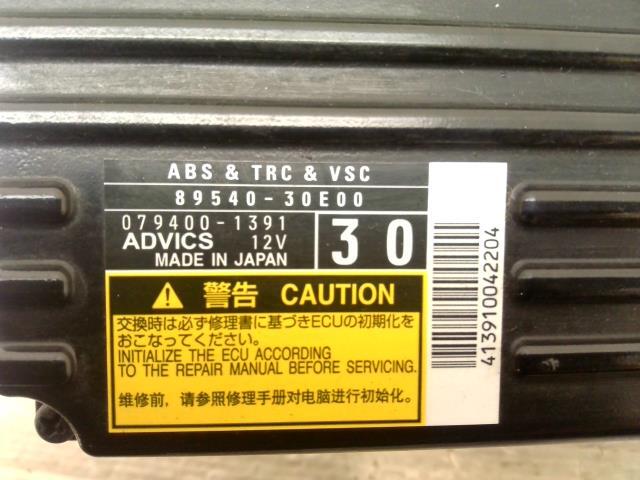 ABS & TRC & VSC
89540-30E00
079400-1391
ADVICS 12V
MADE IN JAPAN
30
警告 CAUTION
交換時は必ず修理書に基づきECUの初期化を
おこなってください。
INITIALIZE THE ECU ACCORDING
TO THE REPAIR MANUAL BEFORE SERVICING.
维修前，请参照修理手册对电脑进行初始化。
413910042204